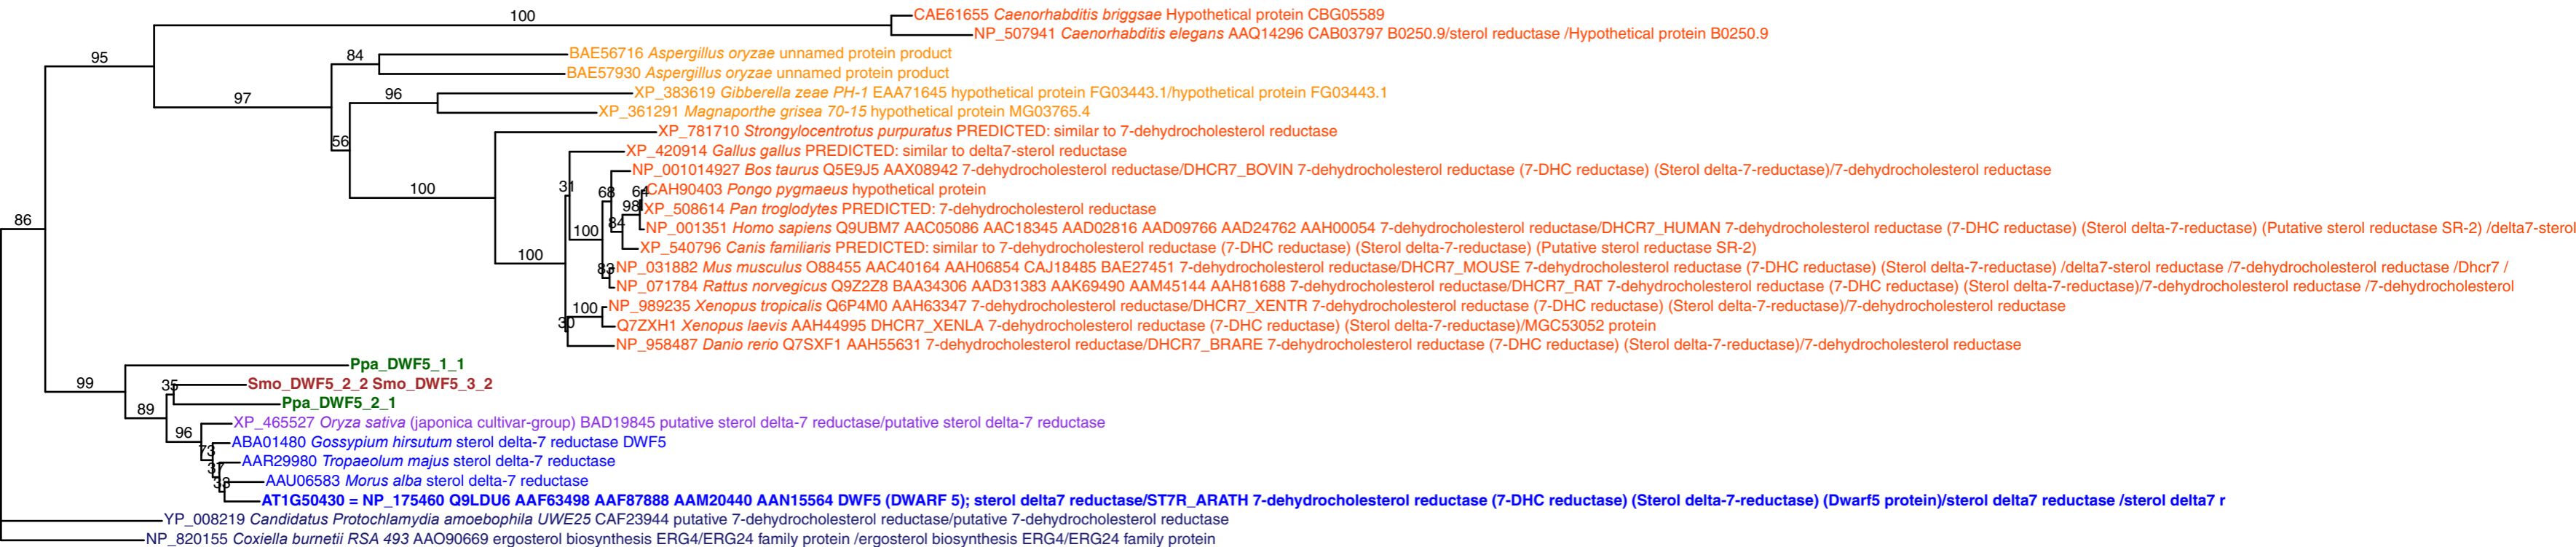 100
CAE61655 Caenorhabditis briggsae Hypothetical protein CBG05589
NP_507941 Caenorhabditis elegans AAQ14296 CAB03797 B0250.9/sterol reductase /Hypothetical protein B0250.9
95
84
BAE56716 Aspergillus oryzae unnamed protein product
BAE57930 Aspergillus oryzae unnamed protein product
97
96
XP_383619 Gibberella zeae PH-1 EAA71645 hypothetical protein FG03443.1/hypothetical protein FG03443.1
XP_361291 Magnaporthe grisea 70-15 hypothetical protein MG03765.4
56
XP_781710 Strongylocentrotus purpuratus PREDICTED: similar to 7-dehydrocholesterol reductase
XP_420914 Gallus gallus PREDICTED: similar to delta7-sterol reductase
NP_001014927 Bos taurus Q5E9J5 AAX08942 7-dehydrocholesterol reductase/DHCR7_BOVIN 7-dehydrocholesterol reductase (7-DHC reductase) (Sterol delta-7-reductase)/7-dehydrocholesterol reductase
100
31
68
64
CAH90403 Pongo pygmaeus hypothetical protein
98
XP_508614 Pan troglodytes PREDICTED: 7-dehydrocholesterol reductase
86
100
84
NP_001351 Homo sapiens Q9UBM7 AAC05086 AAC18345 AAD02816 AAD09766 AAD24762 AAH00054 7-dehydrocholesterol reductase/DHCR7_HUMAN 7-dehydrocholesterol reductase (7-DHC reductase) (Sterol delta-7-reductase) (Putative sterol reductase SR-2) /delta7-sterol
XP_540796 Canis familiaris PREDICTED: similar to 7-dehydrocholesterol reductase (7-DHC reductase) (Sterol delta-7-reductase) (Putative sterol reductase SR-2)
100
83
NP_031882 Mus musculus O88455 AAC40164 AAH06854 CAJ18485 BAE27451 7-dehydrocholesterol reductase/DHCR7_MOUSE 7-dehydrocholesterol reductase (7-DHC reductase) (Sterol delta-7-reductase) /delta7-sterol reductase /7-dehydrocholesterol reductase /Dhcr7 /
NP_071784 Rattus norvegicus Q9Z2Z8 BAA34306 AAD31383 AAK69490 AAM45144 AAH81688 7-dehydrocholesterol reductase/DHCR7_RAT 7-dehydrocholesterol reductase (7-DHC reductase) (Sterol delta-7-reductase)/7-dehydrocholesterol reductase /7-dehydrocholesterol
100
NP_989235 Xenopus tropicalis Q6P4M0 AAH63347 7-dehydrocholesterol reductase/DHCR7_XENTR 7-dehydrocholesterol reductase (7-DHC reductase) (Sterol delta-7-reductase)/7-dehydrocholesterol reductase
30
Q7ZXH1 Xenopus laevis AAH44995 DHCR7_XENLA 7-dehydrocholesterol reductase (7-DHC reductase) (Sterol delta-7-reductase)/MGC53052 protein
NP_958487 Danio rerio Q7SXF1 AAH55631 7-dehydrocholesterol reductase/DHCR7_BRARE 7-dehydrocholesterol reductase (7-DHC reductase) (Sterol delta-7-reductase)/7-dehydrocholesterol reductase
Ppa_DWF5_1_1
99
35
Smo_DWF5_2_2 Smo_DWF5_3_2
Ppa_DWF5_2_1
89
XP_465527 Oryza sativa (japonica cultivar-group) BAD19845 putative sterol delta-7 reductase/putative sterol delta-7 reductase
96
ABA01480 Gossypium hirsutum sterol delta-7 reductase DWF5
73
AAR29980 Tropaeolum majus sterol delta-7 reductase
37
AAU06583 Morus alba sterol delta-7 reductase
38
AT1G50430 = NP_175460 Q9LDU6 AAF63498 AAF87888 AAM20440 AAN15564 DWF5 (DWARF 5); sterol delta7 reductase/ST7R_ARATH 7-dehydrocholesterol reductase (7-DHC reductase) (Sterol delta-7-reductase) (Dwarf5 protein)/sterol delta7 reductase /sterol delta7 r
YP_008219 Candidatus Protochlamydia amoebophila UWE25 CAF23944 putative 7-dehydrocholesterol reductase/putative 7-dehydrocholesterol reductase
NP_820155 Coxiella burnetii RSA 493 AAO90669 ergosterol biosynthesis ERG4/ERG24 family protein /ergosterol biosynthesis ERG4/ERG24 family protein